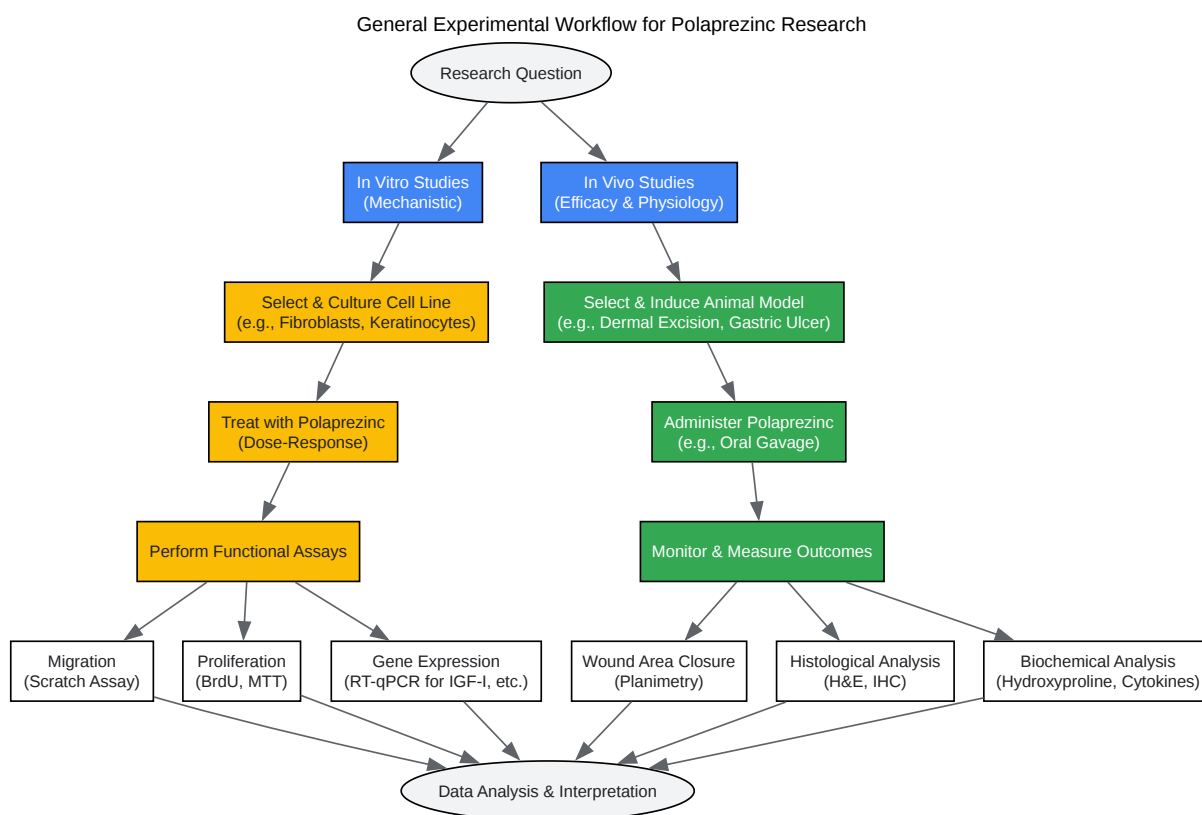 General Experimental Workflow for Polaprezinc Research
Research Question
In Vitro Studies
(Mechanistic)
In Vivo Studies
(Efficacy & Physiology)
Select & Culture Cell Line
(e.g., Fibroblasts, Keratinocytes)
Select & Induce Animal Model
(e.g., Dermal Excision, Gastric Ulcer)
Treat with Polaprezinc
(Dose-Response)
Administer Polaprezinc
(e.g., Oral Gavage)
Perform Functional Assays
Monitor & Measure Outcomes
Migration
(Scratch Assay)
Proliferation
(BrdU, MTT)
Gene Expression
(RT-qPCR for IGF-I, etc.)
Wound Area Closure
(Planimetry)
Histological Analysis
(H&E, IHC)
Biochemical Analysis
(Hydroxyproline, Cytokines)
Data Analysis & Interpretation